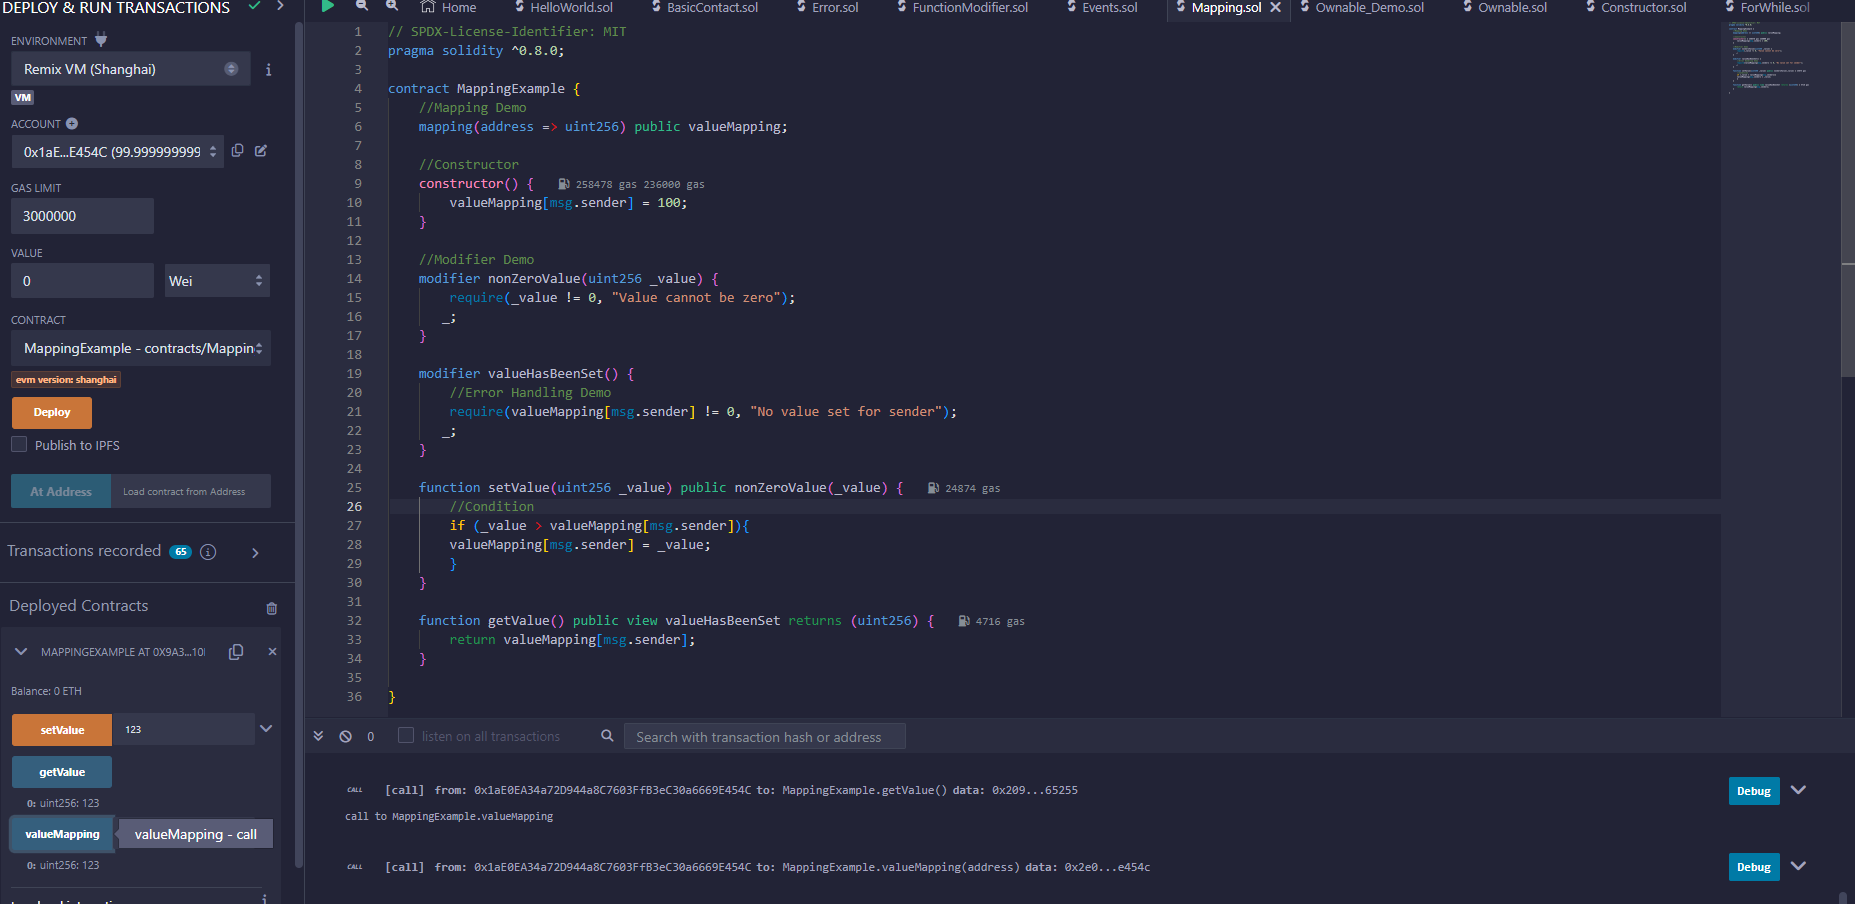 DEPLOY & RUN TRANSACTIONS
ENVIRONMENT
Remix VM (Shanghai)
VM
ACCOUNT
0x1aE...E454C (99.999999999
GAS LIMIT
3000000
VALUE
0
Wei
CONTRACT
MappingExample - contracts/Mappin
evm version: shanghai
Deploy
Publish to IPFS
At Address
Load contract from Address
Transactions recorded 65
Deployed Contracts
MAPPINGEXAMPLE AT 0X9A3...10
Balance: 0 ETH
setValue
123
getValue
0: uint256: 123
valueMapping
valueMapping - call
0: uint256: 123
Home
HelloWorld.sol
BasicContact.sol
Error.sol
FunctionModifier.sol
Events.sol
Mapping.sol
Ownable_Demo.sol
Ownable.sol
Constructor.sol
ForWhile.sol
1 // SPDX-License-Identifier: MIT
2 pragma solidity ^0.8.0;
3
4 contract MappingExample {
5 //Mapping Demo
6 mapping(address => uint256) public valueMapping;
7
8 //Constructor
9 constructor() { 258478 gas 236000 gas
10 valueMapping[msg.sender] = 100;
11 }
12
13 //Modifier Demo
14 modifier nonZeroValue(uint256 _value) {
15 require(_value != 0, "Value cannot be zero");
16 _;
17 }
18
19 modifier valueHasBeenSet() {
20 //Error Handling Demo
21 require(valueMapping[msg.sender] != 0, "No value set for sender");
22 _;
23 }
24
25 function setValue(uint256 _value) public nonZeroValue(_value) { 24874 gas
26 //Condition
27 if (_value > valueMapping[msg.sender]){
28 valueMapping[msg.sender] = _value;
29 }
30 }
31
32 function getValue() public view valueHasBeenSet returns (uint256) { 4716 gas
33 return valueMapping[msg.sender];
34 }
35
36 }
0
listen on all transactions
Search with transaction hash or address
CALL [call] from: 0x1aE0EA34a72D944a8C7603FfB3eC30a6669E454C to: MappingExample.getValue() data: 0x209...65255
Debug
call to MappingExample.valueMapping
CALL [call] from: 0x1aE0EA34a72D944a8C7603FfB3eC30a6669E454C to: MappingExample.valueMapping(address) data: 0x2e0...e454c
Debug